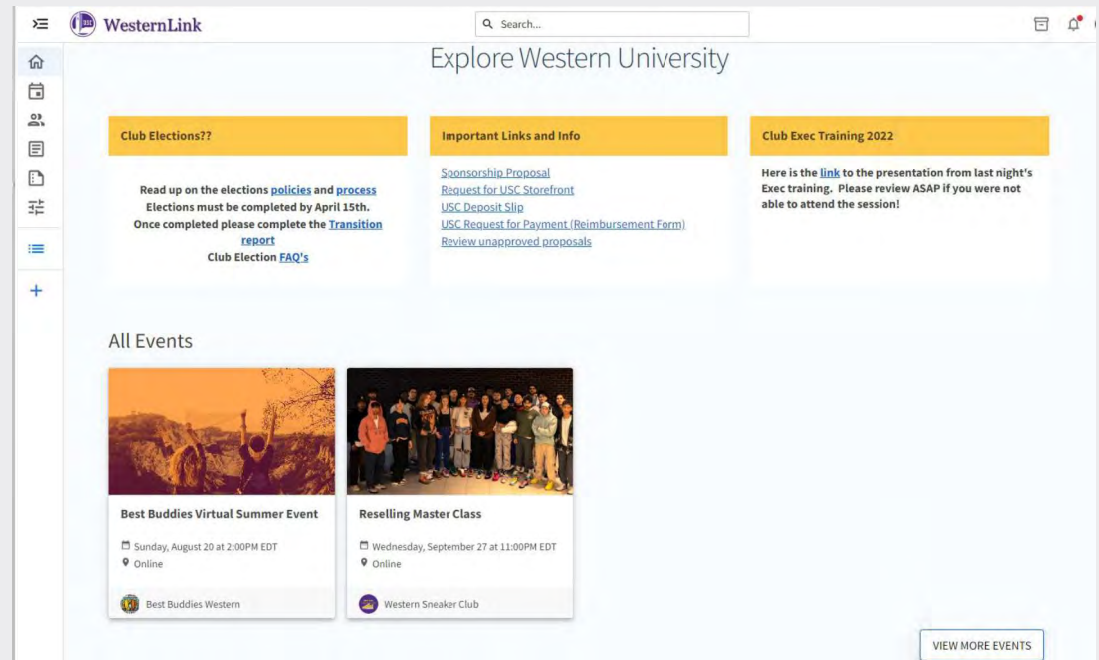 USC
WesternLink
Search...
Explore Western University
Club Elections??
Read up on the elections policies and process
Elections must be completed by April 15th.
Once completed please complete the Transition
report
Club Election FAQ's
Important Links and Info
Sponsorship Proposal
Request for USC Storefront
USC Deposit Slip
USC Request for Payment (Reimbursement Form)
Review unapproved proposals
Club Exec Training 2022
Here is the link to the presentation from last night's
Exec training. Please review ASAP if you were not
able to attend the session!
All Events
Best Buddies Virtual Summer Event
Sunday, August 20 at 2:00PM EDT
Online
Best Buddies Western
Reselling Master Class
Wednesday, September 27 at 11:00PM EDT
Online
Western Sneaker Club
VIEW MORE EVENTS